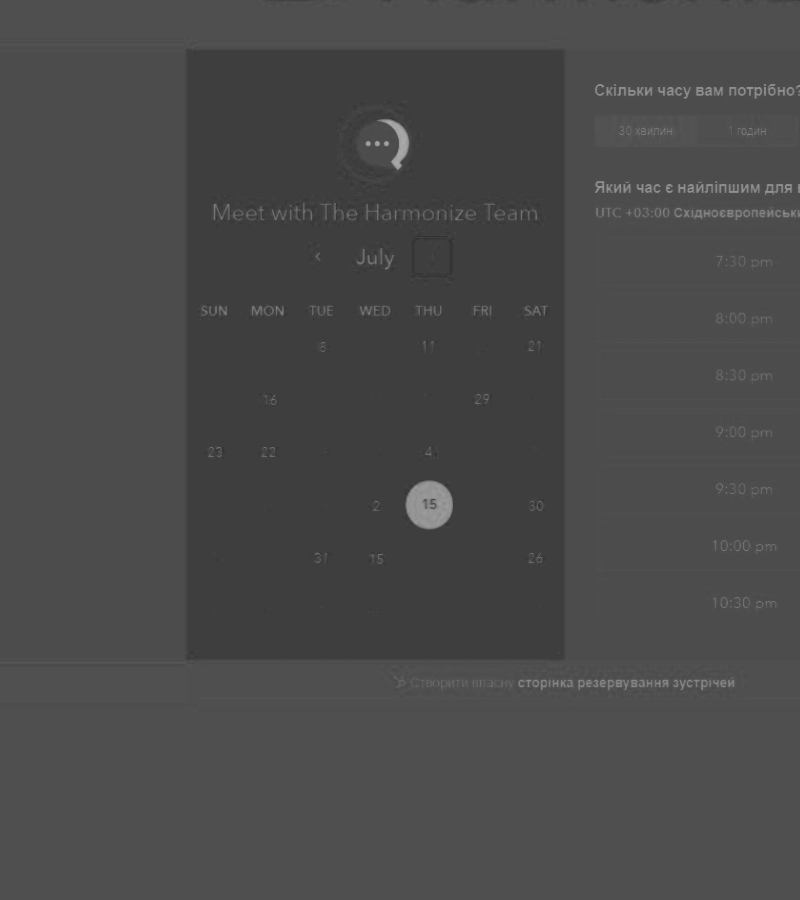 Meet with The Harmonize Team
July
SUN MON TUE WED THU FRI SAT
8 11 21
16 29
23 22 4
2 15 30
31 15 26
Скільки часу вам потрібно?
30 хвилин 1 годин
Який час є найліпшим для
UTC +03:00
7:30 pm
8:00 pm
8:30 pm
9:00 pm
9:30 pm
10:00 pm
10:30 pm
Створити власну сторінка резервування зустрічей